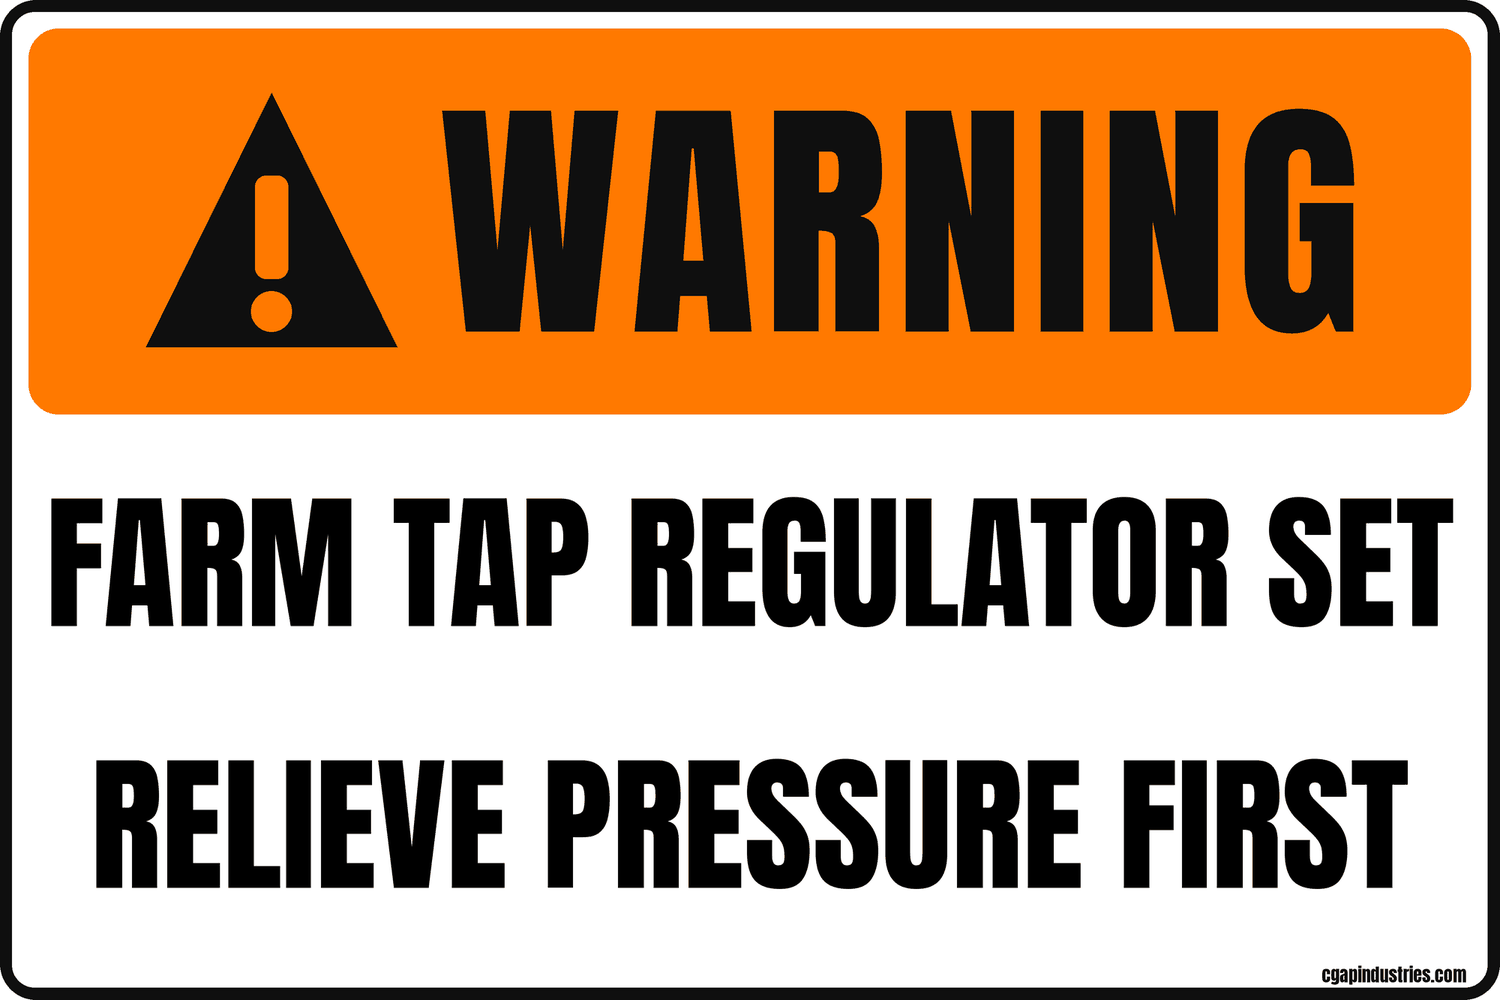 WARNING
FARM TAP REGULATOR SET
RELIEVE PRESSURE FIRST
cgapindustries.com